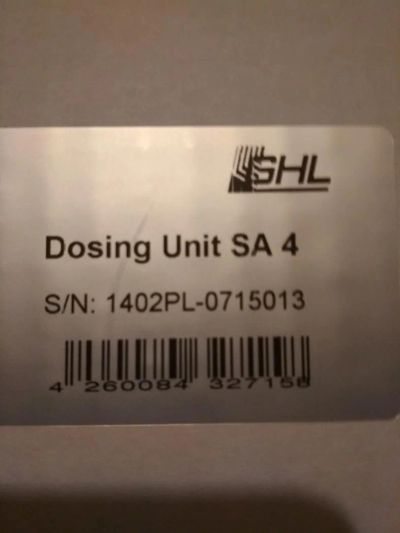 SHL
Dosing Unit SA 4
S/N: 1402PL-0715013
4 260084 327158